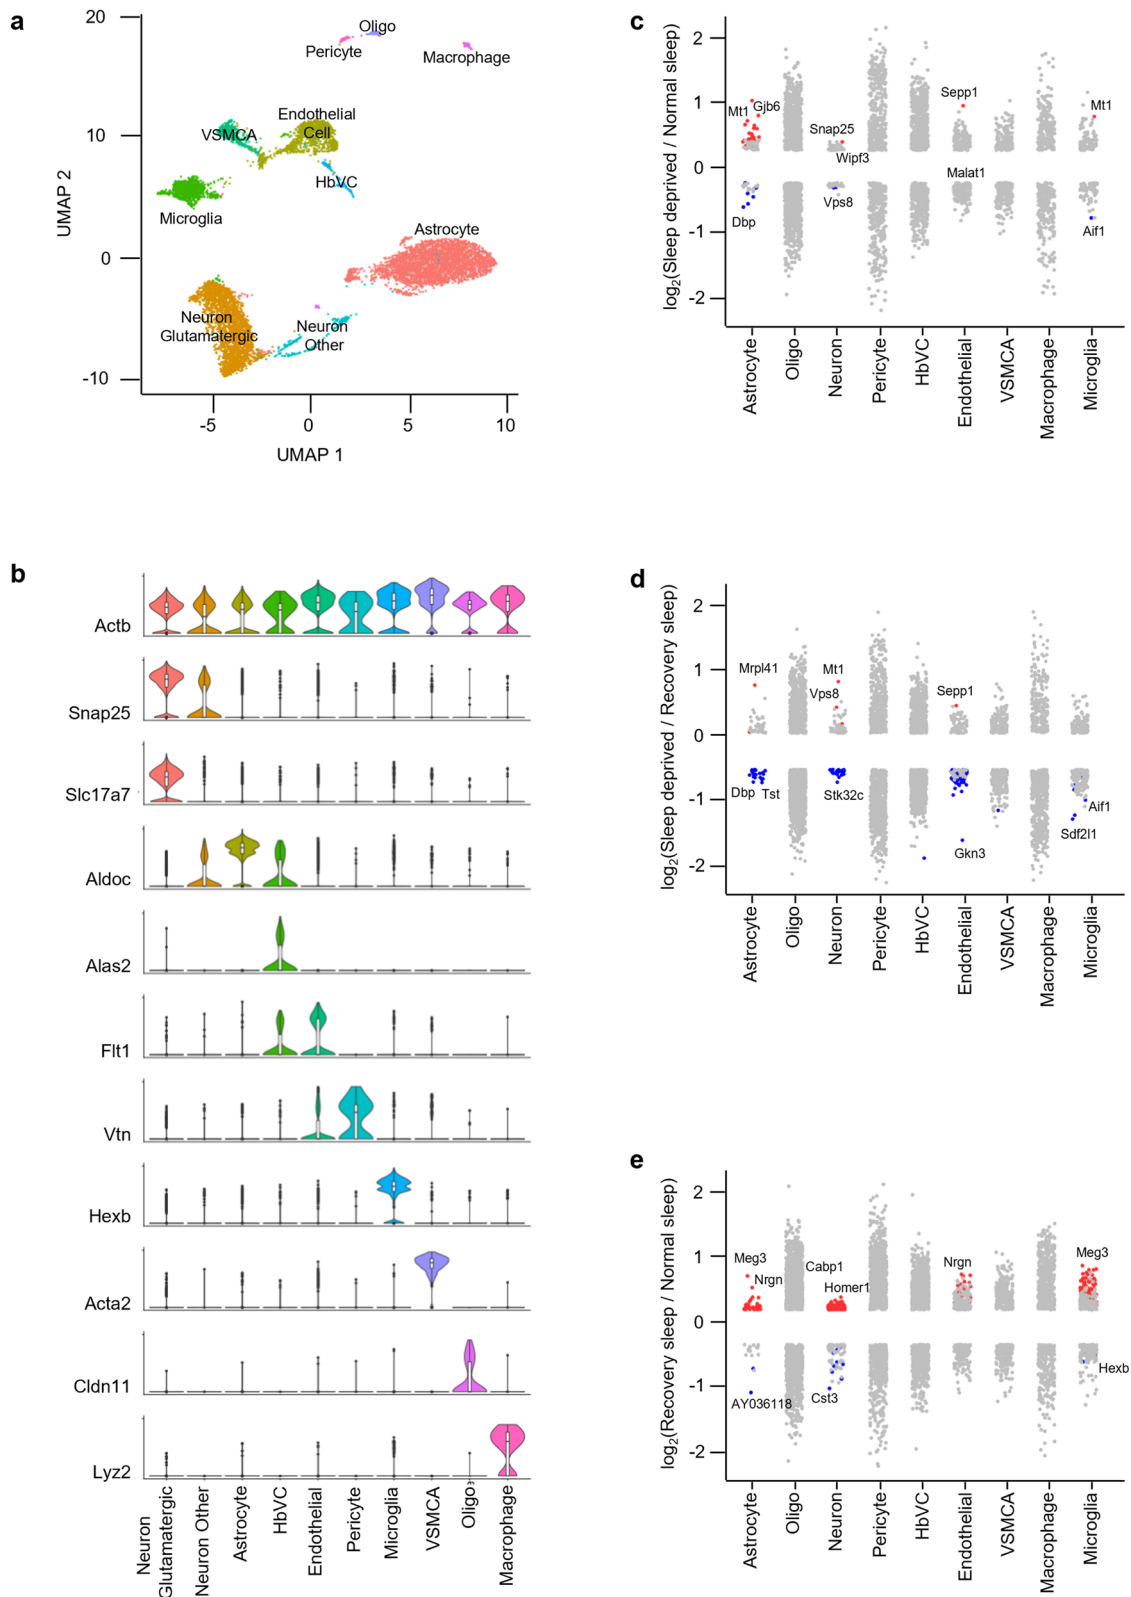 a
20
10
0
-10
UMAP 2
-5
0
5
10
UMAP 1
Oligo
Pericyte
Macrophage
Endothelial
Cell
VSMCA
HbVC
Microglia
Astrocyte
Neuron
Glutamatergic
Neuron
Other
b
Actb
Snap25
Slc17a7
Aldoc
Alas2
Flt1
Vtn
Hexb
Acta2
Cldn11
Lyz2
Neuron
Glutamatergic
Neuron Other
Astrocyte
HbVC
Endothelial
Pericyte
Microglia
VSMCA
Oligo
Macrophage
c
log2(Sleep deprived / Normal sleep)
2
1
0
-1
-2
Mt1
Gjb6
Dbp
Snap25
Wipf3
Vps8
Sepp1
Malat1
Mt1
Aif1
Astrocyte
Oligo
Neuron
Pericyte
HbVC
Endothelial
VSMCA
Macrophage
Microglia
d
log2(Sleep deprived / Recovery sleep)
2
1
0
-1
-2
Mrpl41
Dbp
Tst
Mt1
Vps8
Stk32c
Sepp1
Gkn3
Aif1
Sdf2l1
Astrocyte
Oligo
Neuron
Pericyte
HbVC
Endothelial
VSMCA
Macrophage
Microglia
e
log2(Recovery sleep / Normal sleep)
2
1
0
-1
-2
Meg3
Nrgn
AY036118
Cabp1
Homer1
Cst3
Nrgn
Meg3
Hexb
Astrocyte
Oligo
Neuron
Pericyte
HbVC
Endothelial
VSMCA
Macrophage
Microglia